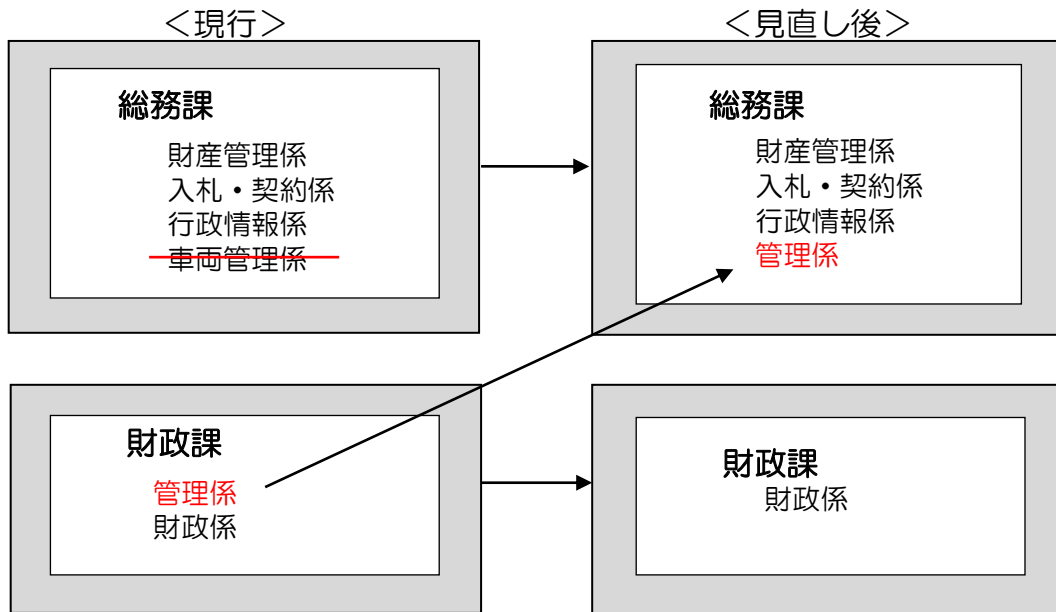 ＜現行＞
総務課
財産管理係
入札・契約係
行政情報係
車両管理係
財政課
管理係
財政係
＜見直し後＞
総務課
財産管理係
入札・契約係
行政情報係
管理係
財政課
財政係